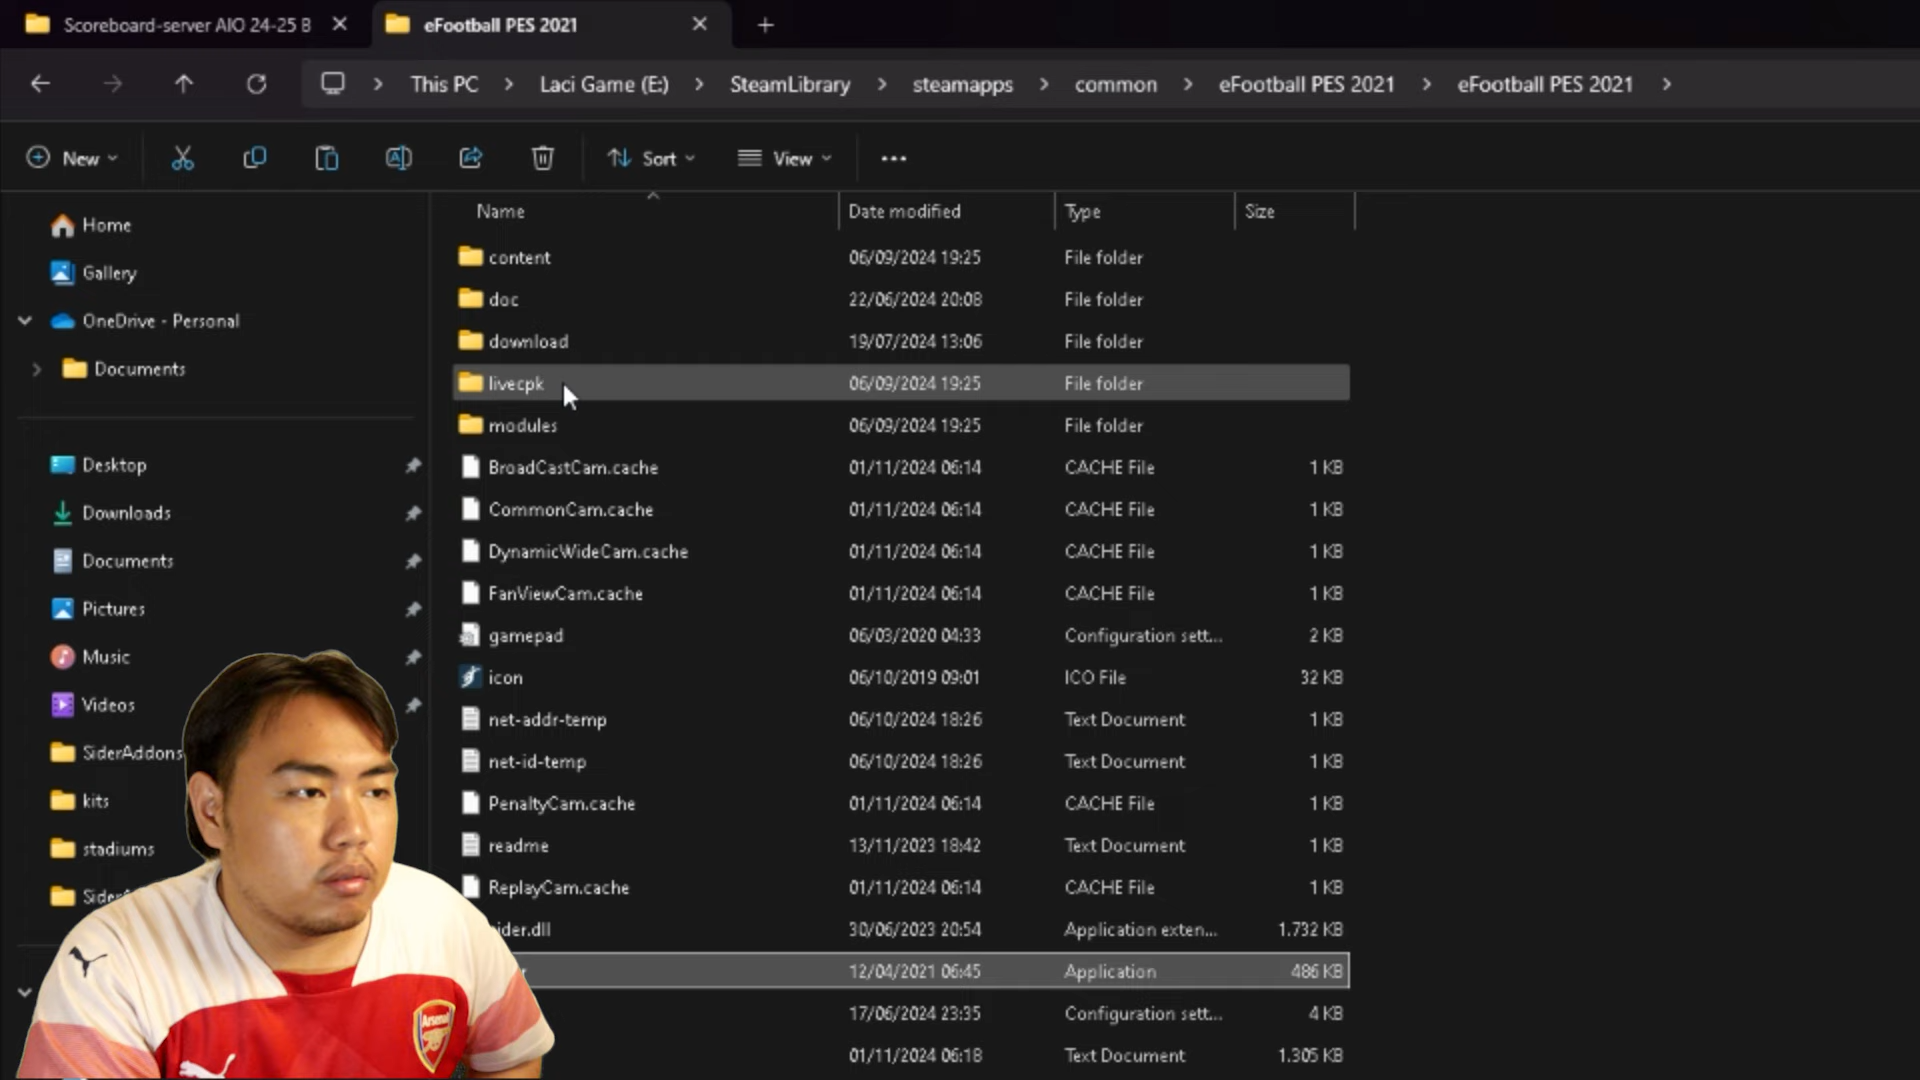 Scoreboard-server AIO 24-25 B
eFootball PES 2021
This PC > Laci Game (E:) > SteamLibrary > steamapps > common > eFootball PES 2021 > eFootball PES 2021 >
New Sort View ...
Name Date modified Type Size
Home
Gallery
OneDrive - Personal
Documents
Desktop
Downloads
Documents
Pictures
Music
Videos
SiderAddons
kits
stadiums
content 06/09/2024 19:25 File folder
doc 22/06/2024 20:08 File folder
download 19/07/2024 13:06 File folder
livecpk 06/09/2024 19:25 File folder
modules 06/09/2024 19:25 File folder
BroadCastCam.cache 01/11/2024 06:14 CACHE File 1 KB
CommonCam.cache 01/11/2024 06:14 CACHE File 1 KB
DynamicWideCam.cache 01/11/2024 06:14 CACHE File 1 KB
FanViewCam.cache 01/11/2024 06:14 CACHE File 1 KB
gamepad 06/03/2020 04:33 Configuration sett... 2 KB
icon 06/10/2019 09:01 ICO File 32 KB
net-addr-temp 06/10/2024 18:26 Text Document 1 KB
net-id-temp 06/10/2024 18:26 Text Document 1 KB
PenaltyCam.cache 01/11/2024 06:14 CACHE File 1 KB
readme 13/11/2023 18:42 Text Document 1 KB
ReplayCam.cache 01/11/2024 06:14 CACHE File 1 KB
ider.dll 30/06/2023 20:54 Application exten... 1.732 KB
12/04/2021 06:45 Application 486 KB
17/06/2024 23:35 Configuration sett... 4 KB
01/11/2024 06:18 Text Document 1.305 KB
Arsenal